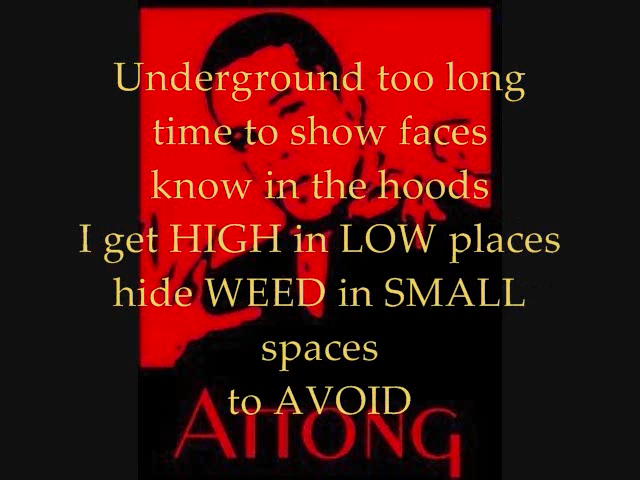 Underground too long
time to show faces
know in the hoods
I get HIGH in LOW places
hide WEED in SMALL
spaces
to AVOID
ATTONG